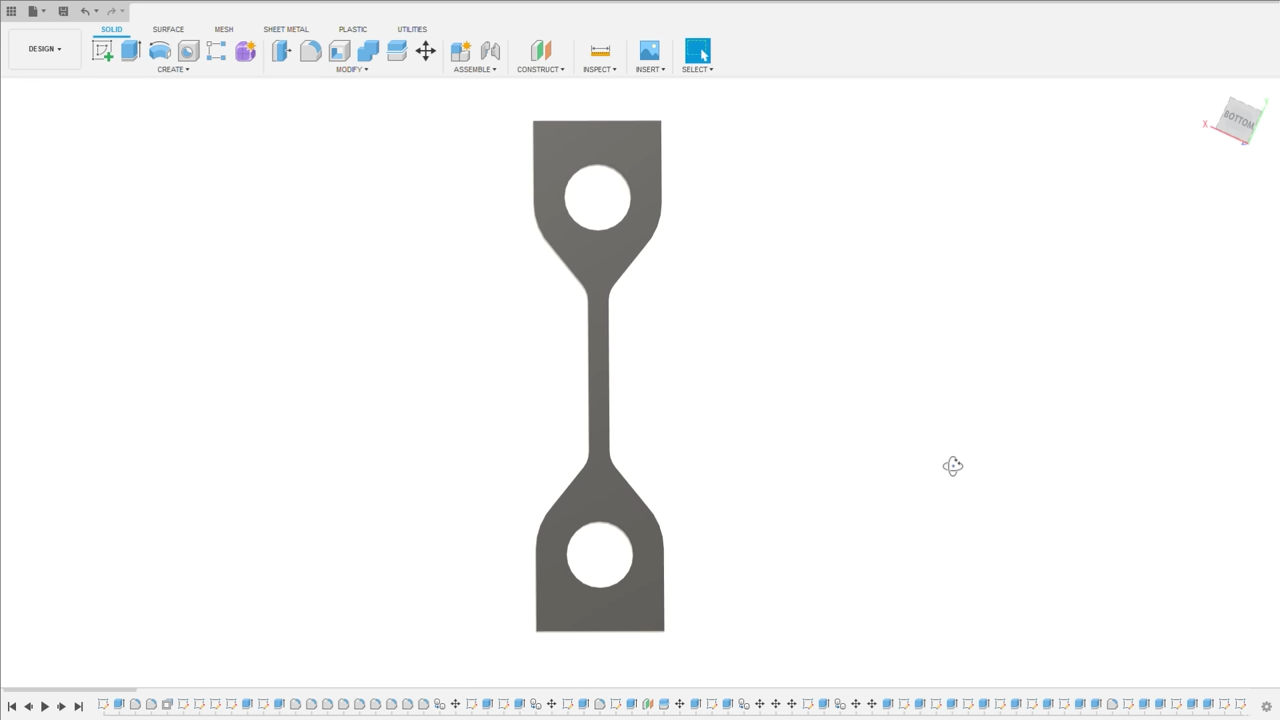 SOLID SURFACE MESH SHEET METAL PLASTIC UTILITIES
DESIGN
CREATE MODIFY ASSEMBLE CONSTRUCT INSPECT INSERT SELECT
BOTTOM
X
Y